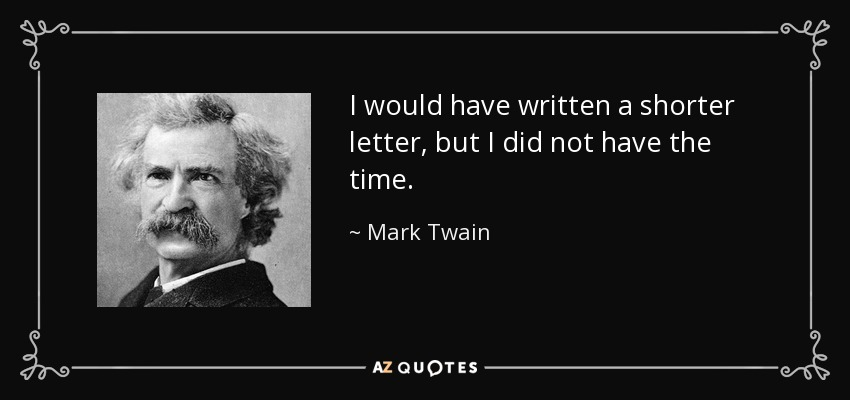 I would have written a shorter
letter, but I did not have the
time.
~ Mark Twain
AZ QUOTES